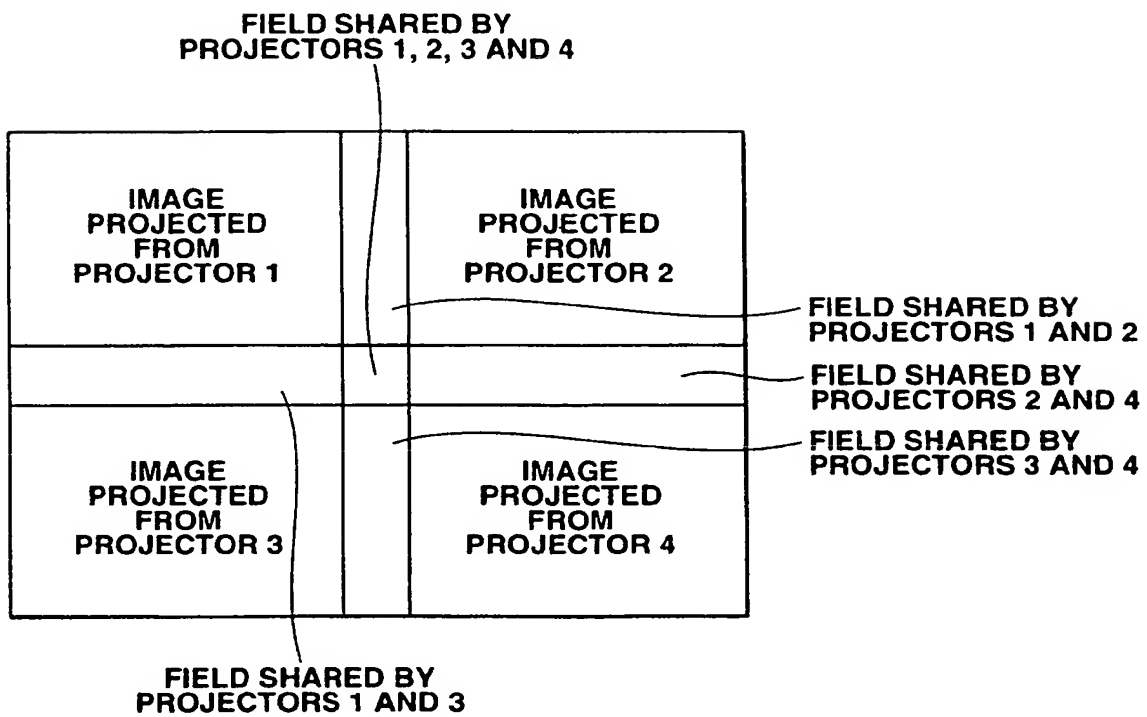 FIELD SHARED BY
PROJECTORS 1, 2, 3 AND 4
IMAGE
PROJECTED
FROM
PROJECTOR 1
IMAGE
PROJECTED
FROM
PROJECTOR 2
FIELD SHARED BY
PROJECTORS 1 AND 2
FIELD SHARED BY
PROJECTORS 2 AND 4
FIELD SHARED BY
PROJECTORS 3 AND 4
IMAGE
PROJECTED
FROM
PROJECTOR 3
IMAGE
PROJECTED
FROM
PROJECTOR 4
FIELD SHARED BY
PROJECTORS 1 AND 3